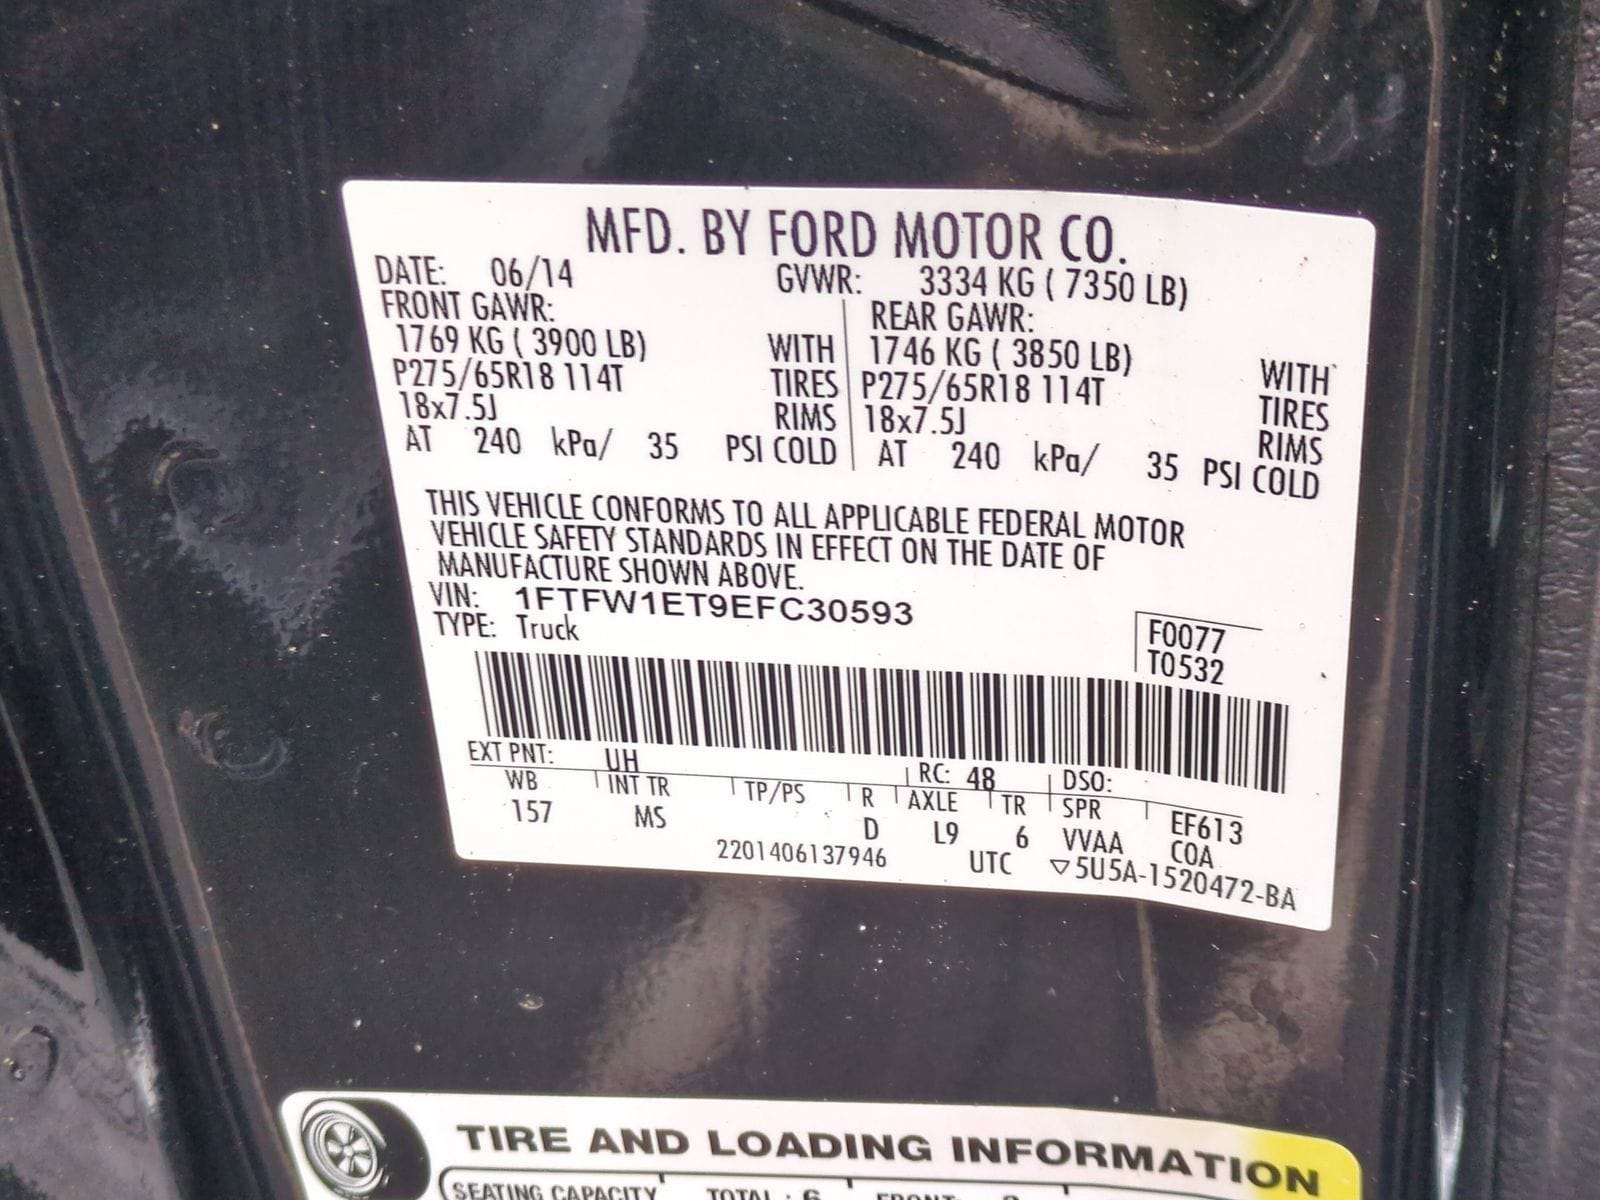 MFD. BY FORD MOTOR CO.
DATE: 06/14 GVWR: 3334 KG ( 7350 LB)
FRONT GAWR: REAR GAWR:
1769 KG ( 3900 LB) WITH 1746 KG ( 3850 LB) WITH
P275/65R18 114T TIRES P275/65R18 114T TIRES
18x7.5J RIMS 18x7.5J RIMS
AT 240 kPa/ 35 PSI COLD AT 240 kPa/ 35 PSI COLD
THIS VEHICLE CONFORMS TO ALL APPLICABLE FEDERAL MOTOR
VEHICLE SAFETY STANDARDS IN EFFECT ON THE DATE OF
MANUFACTURE SHOWN ABOVE.
VIN: 1FTFW1ET9EFC30593
TYPE: Truck F0077
T0532
EXT PNT: UH RC: 48 DSO:
WB INT TR TP/PS R AXLE TR SPR EF613
157 MS D L9 6 VVAA COA
2201406137946 UTC ▽5U5A-1520472-BA
TIRE AND LOADING INFORMATION
SEATING CAPACITY TOTAL : 6 FRONT